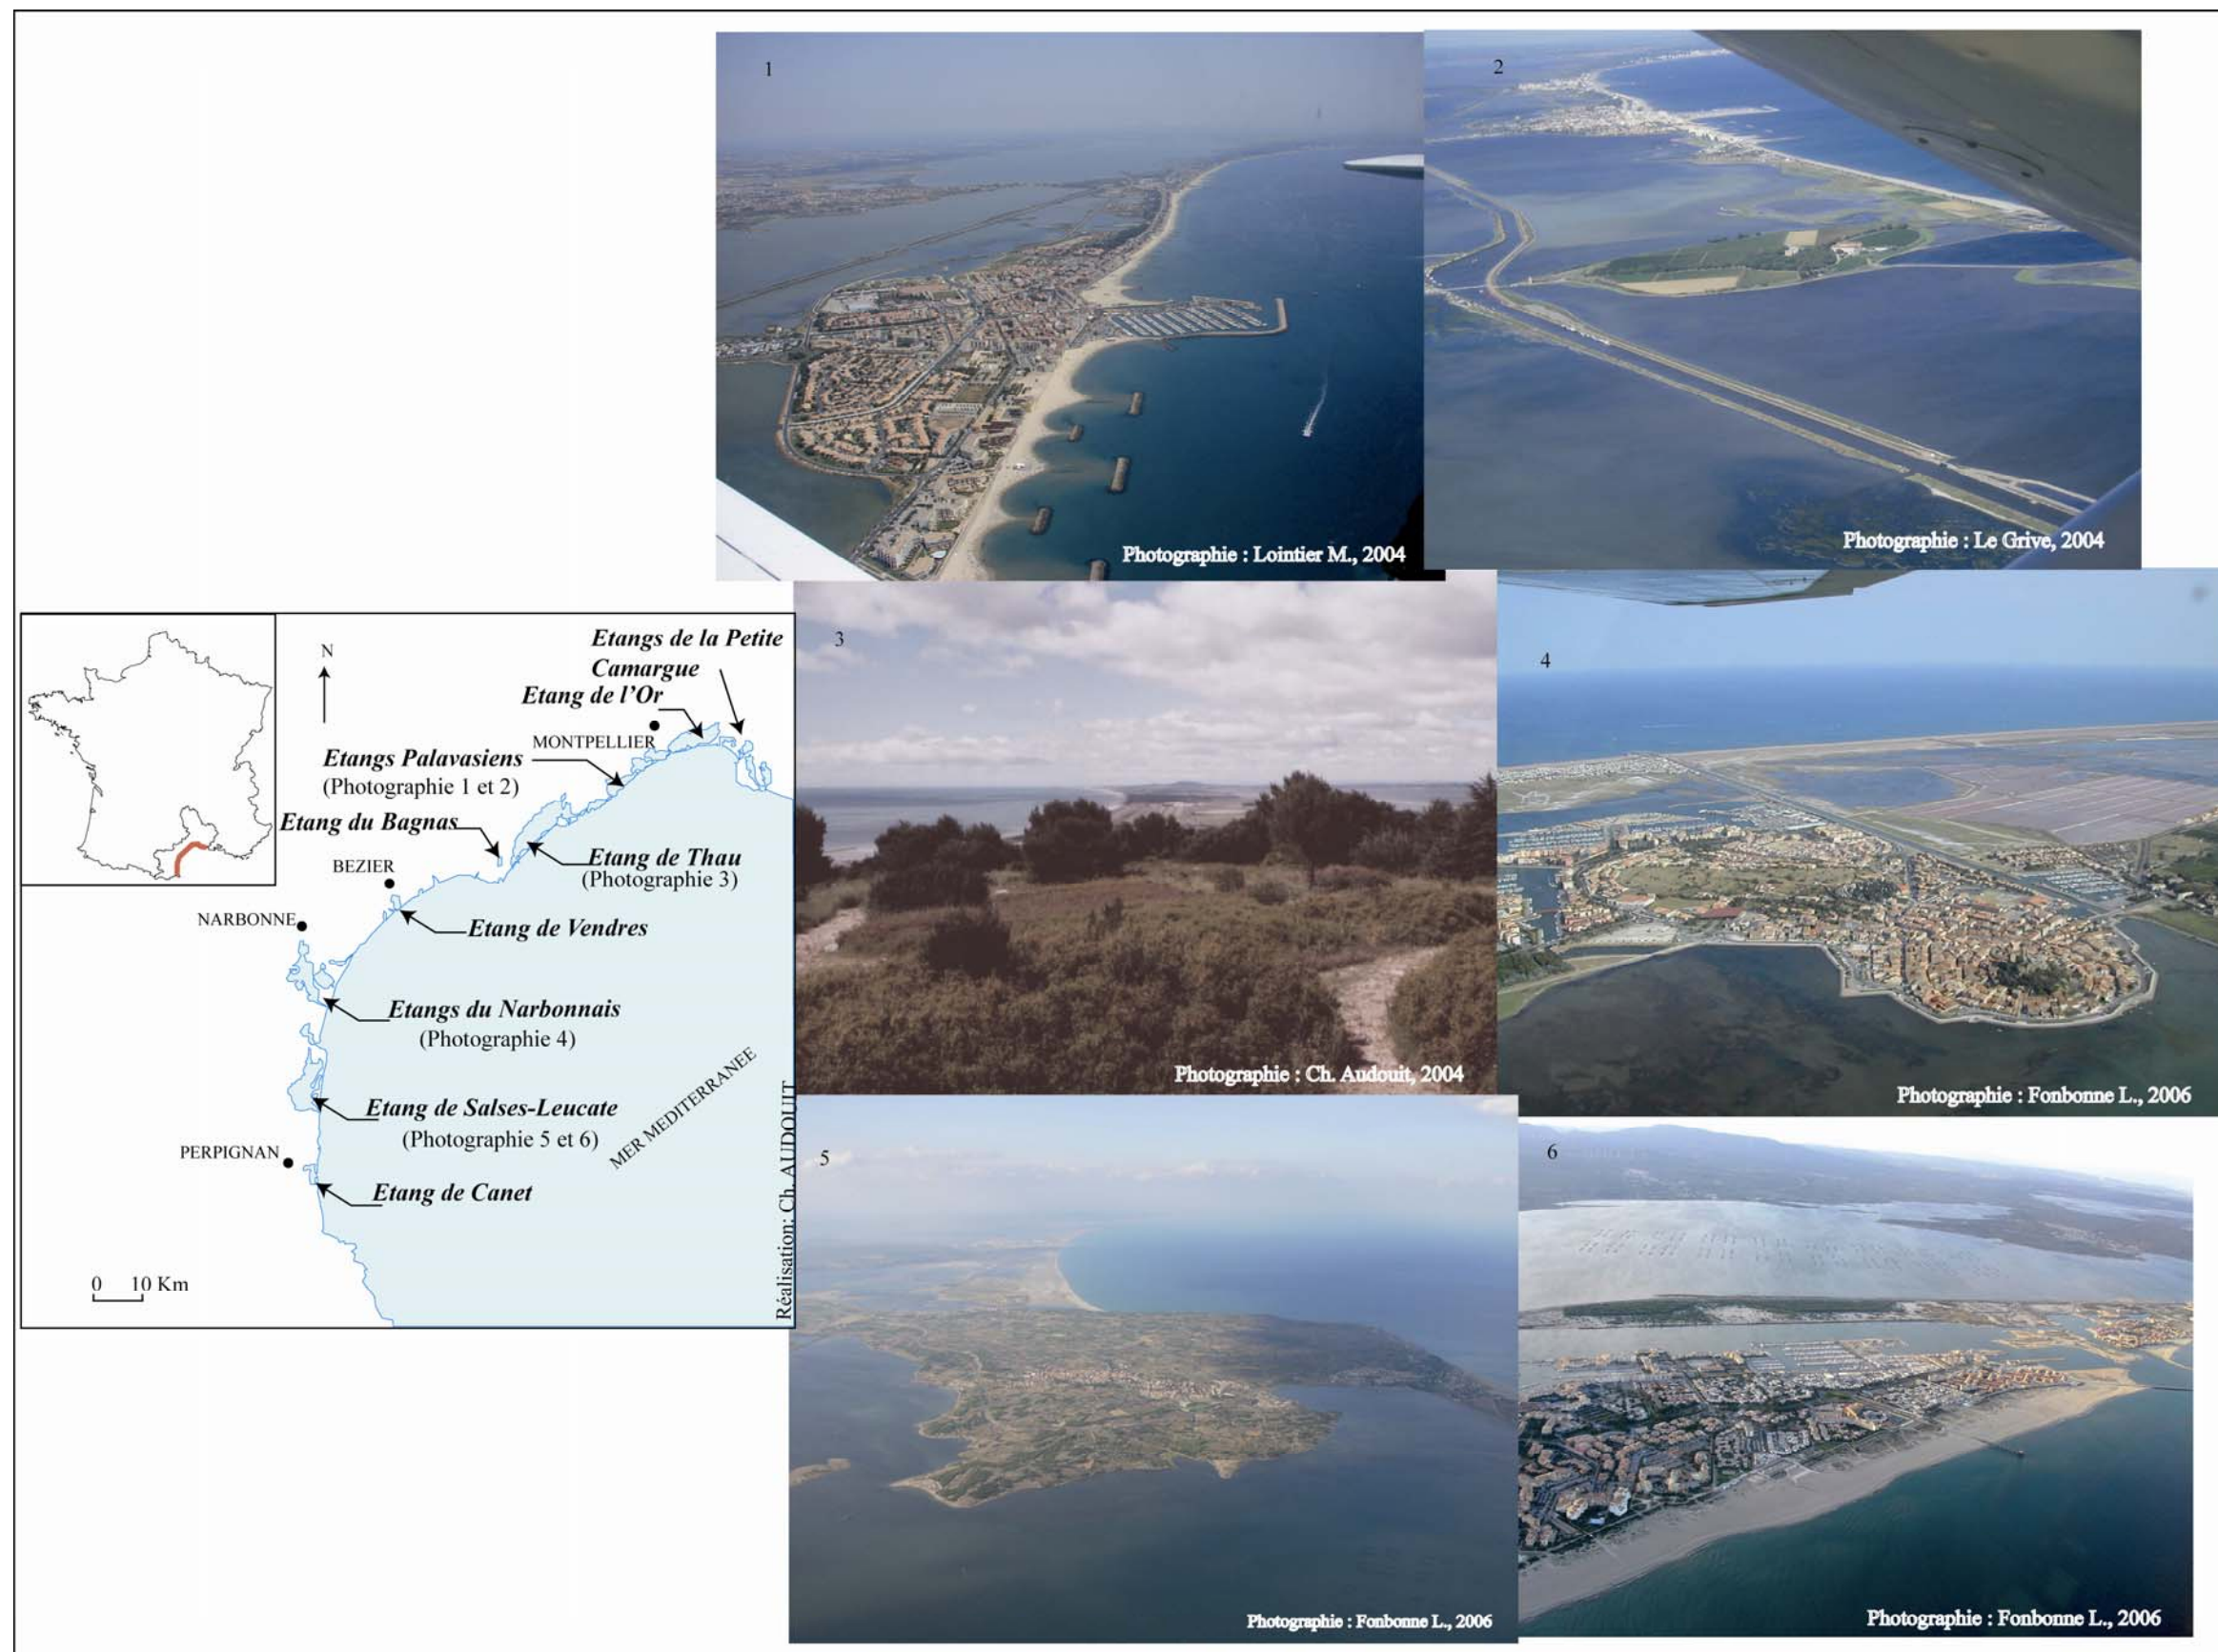 1
2
Photographie : Lointier M., 2004
Photographie : Le Grive, 2004
3
4
Photographie : Ch. Audouit, 2004
Photographie : Fonbonne L., 2006
5
6
Photographie : Fonbonne L., 2006
Photographie : Fonbonne L., 2006
N
Etangs de la Petite
Camargue
Etang de l'Or
MONTPELLIER
Etangs Palavasiens
(Photographie 1 et 2)
Etang du Bagnas
Etang de Thau
(Photographie 3)
BEZIER
NARBONNE
Etang de Vendres
Etangs du Narbonnais
(Photographie 4)
Etang de Salses-Leucate
(Photographie 5 et 6)
MER MEDITERRANEE
PERPIGNAN
Etang de Canet
0 10 Km
Réalisation: Ch. AUDOUIT